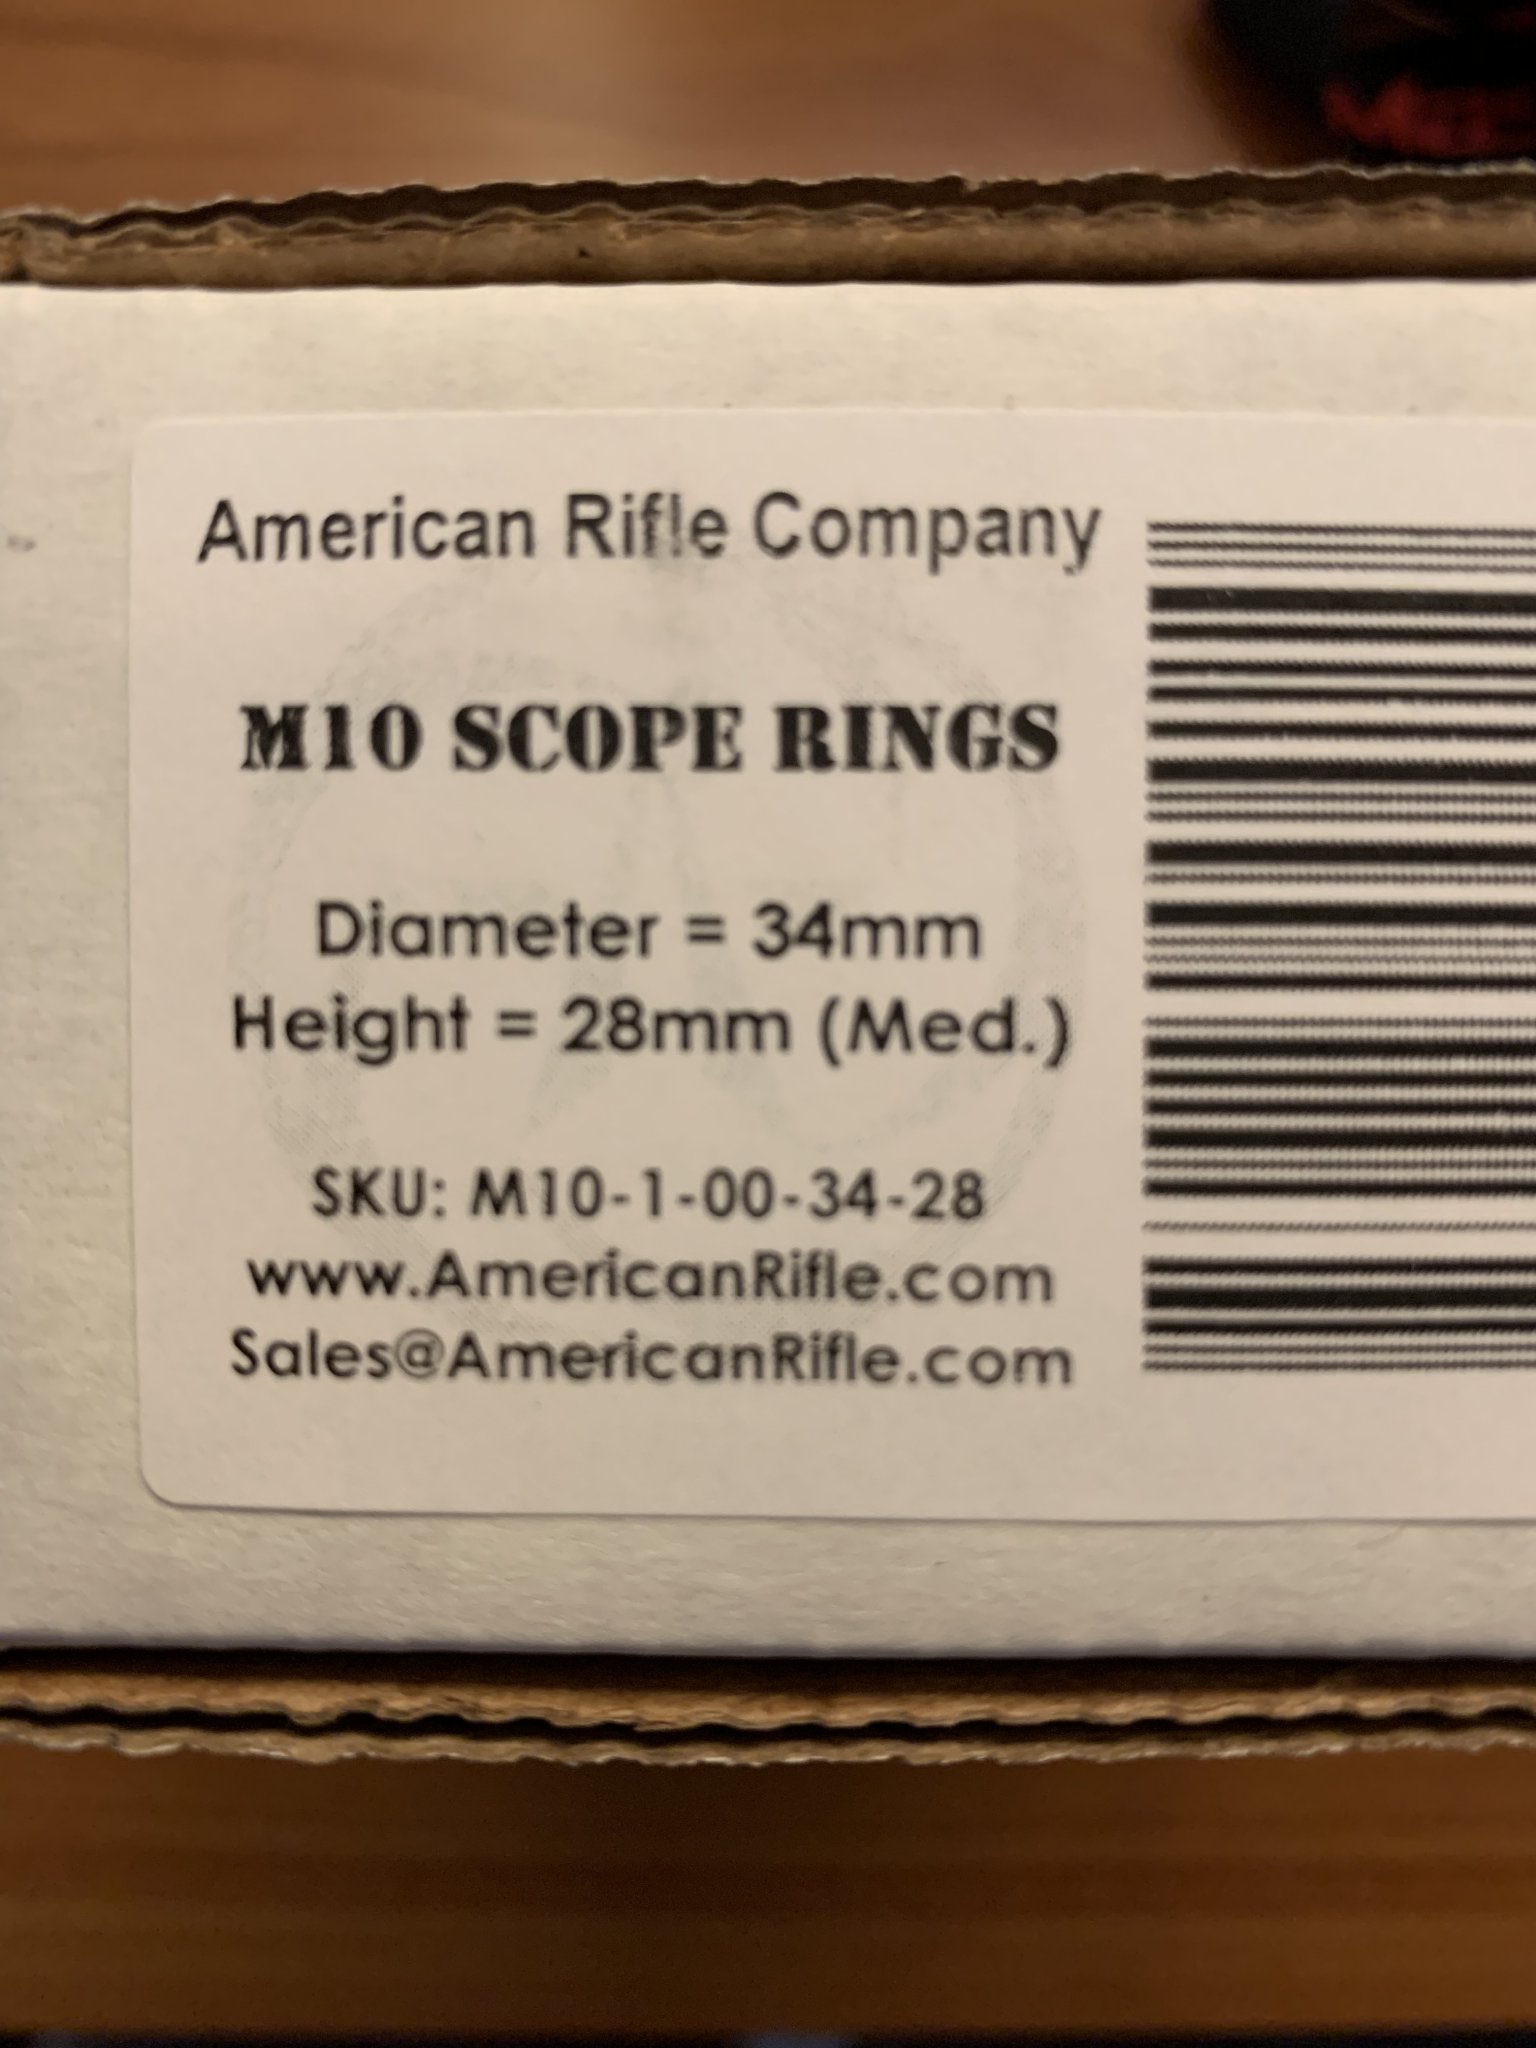 American Rifle Company
M10 SCOPE RINGS
Diameter = 34mm
Height = 28mm (Med.)
SKU: M10-1-00-34-28
www.AmericanRifle.com
Sales@AmericanRifle.com